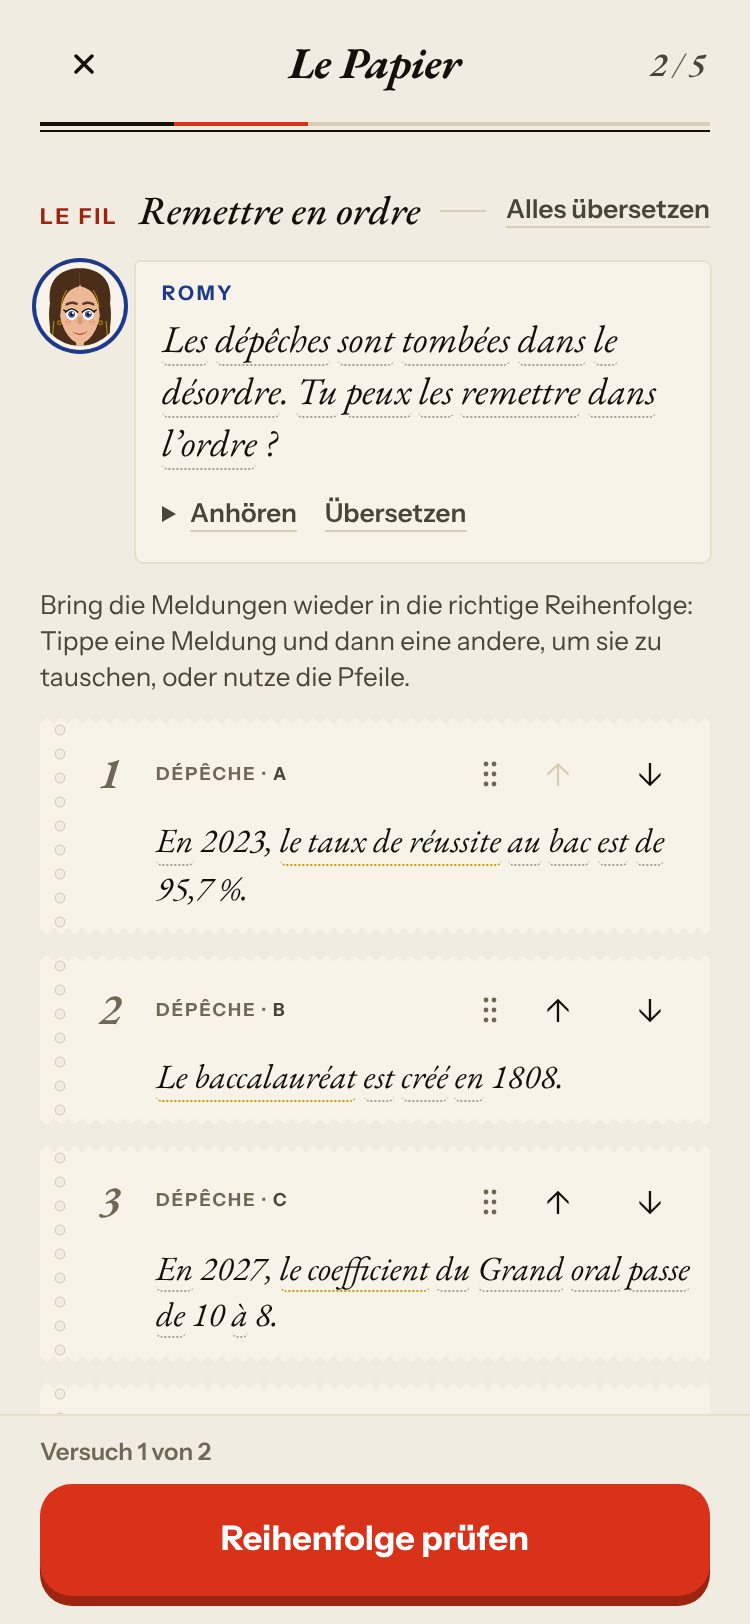 Le Papier
2 / 5
LE FIL Remettre en ordre Alles übersetzen
ROMY
Les dépêches sont tombées dans le
désordre. Tu peux les remettre dans
l’ordre ?
Anhören Übersetzen
Bring die Meldungen wieder in die richtige Reihenfolge:
Tippe eine Meldung und dann eine andere, um sie zu
tauschen, oder nutze die Pfeile.
1 DÉPÊCHE · A
En 2023, le taux de réussite au bac est de
95,7 %.
2 DÉPÊCHE · B
Le baccalauréat est créé en 1808.
3 DÉPÊCHE · C
En 2027, le coefficient du Grand oral passe
de 10 à 8.
Versuch 1 von 2
Reihenfolge prüfen